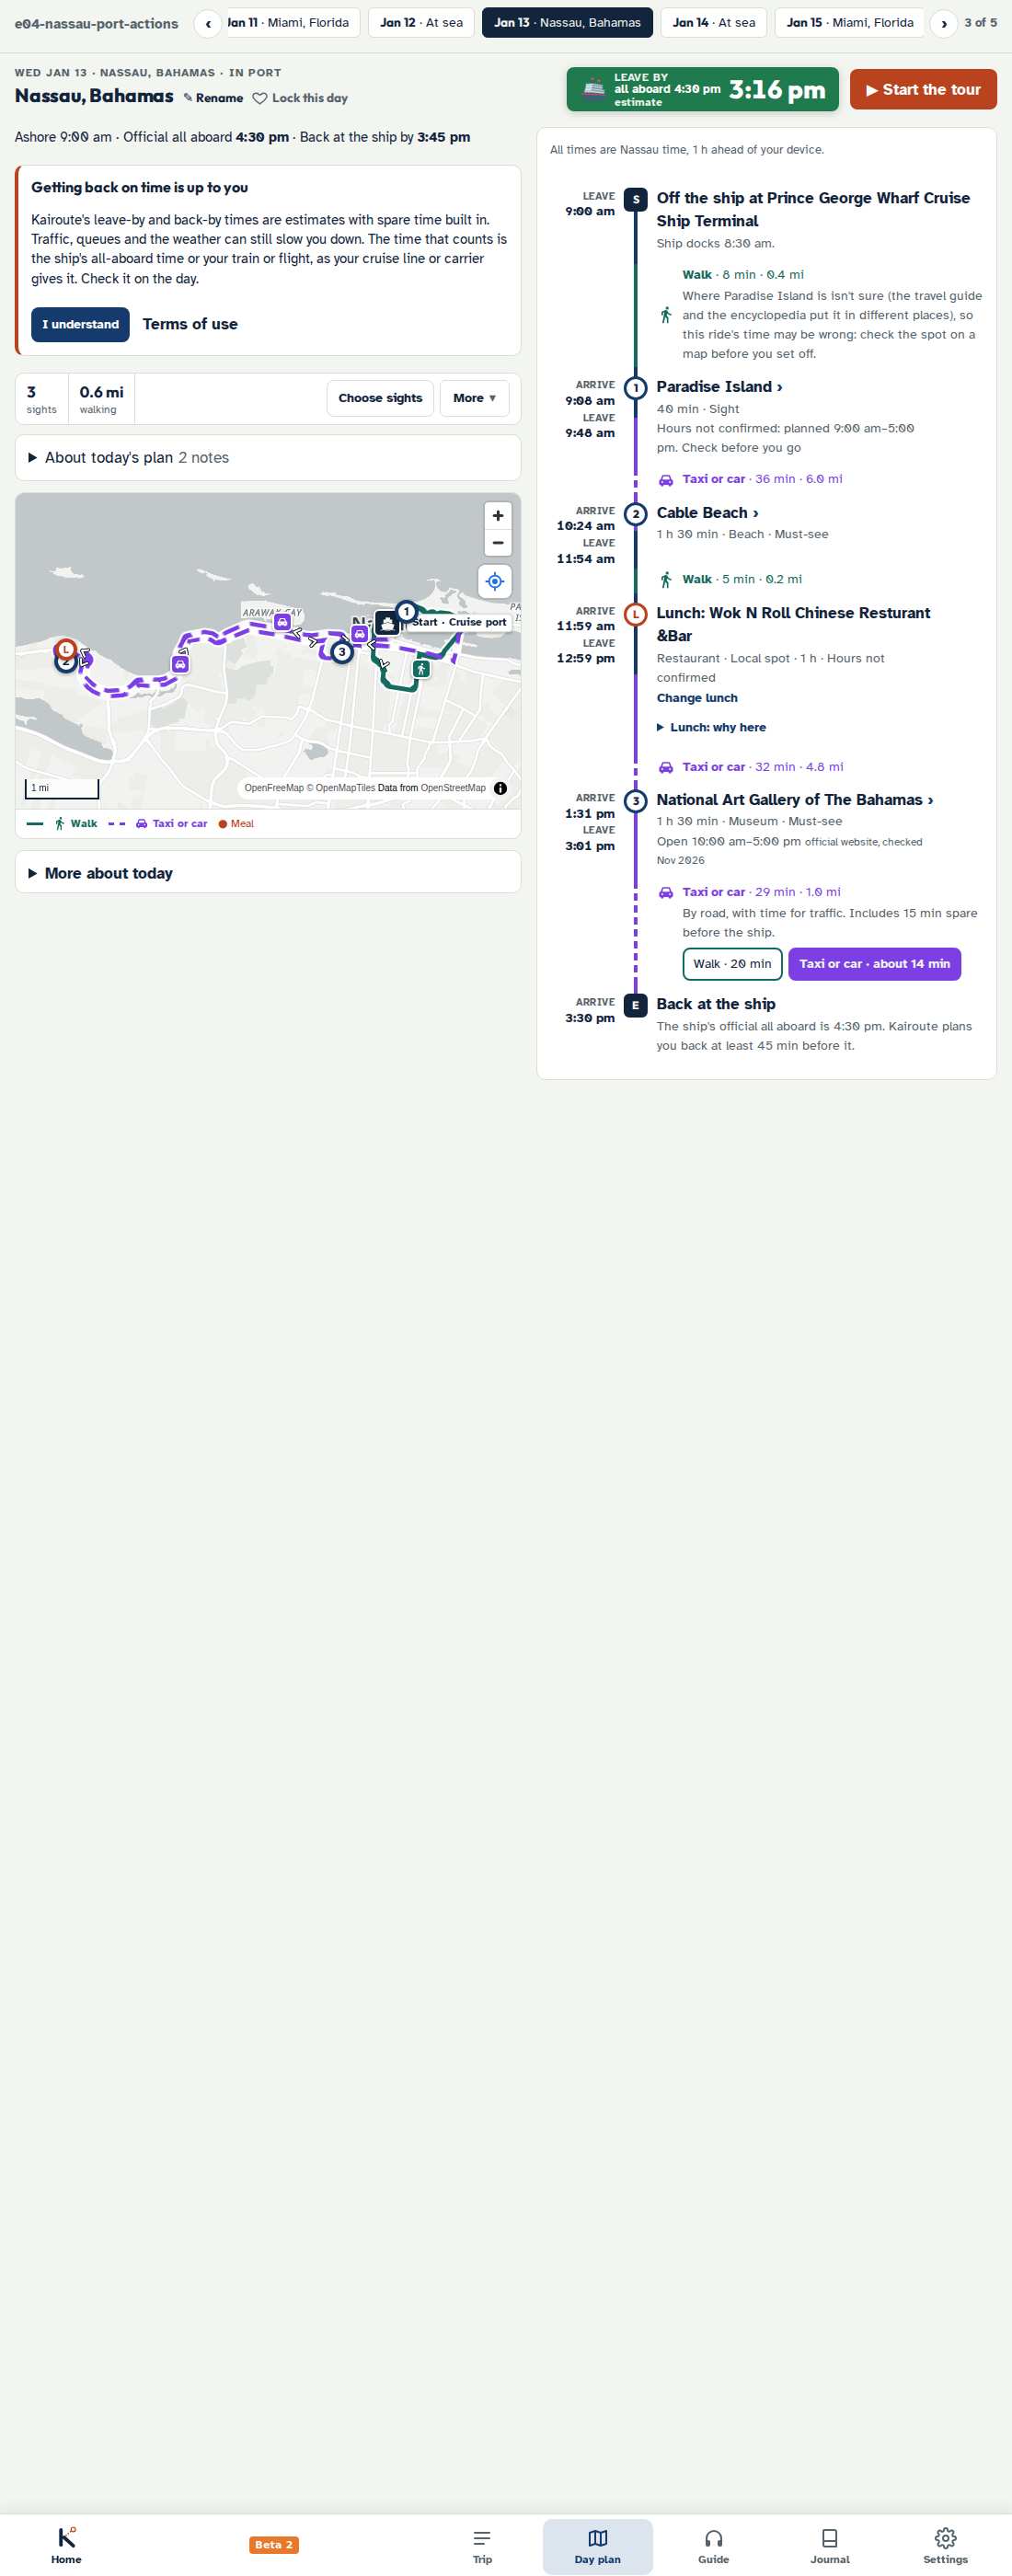 e04-nassau-port-actions
‹
Jan 11 · Miami, Florida
Jan 12 · At sea
Jan 13 · Nassau, Bahamas
Jan 14 · At sea
Jan 15 · Miami, Florida
›
3 of 5
WED JAN 13 · NASSAU, BAHAMAS · IN PORT
Nassau, Bahamas
✎ Rename
Lock this day
LEAVE BY
all aboard 4:30 pm
estimate
3:16 pm
▶ Start the tour
Ashore 9:00 am · Official all aboard 4:30 pm · Back at the ship by 3:45 pm
Getting back on time is up to you
Kairoute's leave-by and back-by times are estimates with spare time built in.
Traffic, queues and the weather can still slow you down. The time that counts is
the ship's all-aboard time or your train or flight, as your cruise line or carrier
gives it. Check it on the day.
I understand
Terms of use
3
sights
0.6 mi
walking
Choose sights
More ▼
▶ About today's plan 2 notes
+
−
ARAWAK CAY
Start · Cruise port
1
2
3
L
1 mi
OpenFreeMap © OpenMapTiles Data from OpenStreetMap
Walk
Taxi or car
Meal
▶ More about today
All times are Nassau time, 1 h ahead of your device.
LEAVE
9:00 am
S
Off the ship at Prince George Wharf Cruise
Ship Terminal
Ship docks 8:30 am.
Walk · 8 min · 0.4 mi
Where Paradise Island is isn't sure (the travel guide
and the encyclopedia put it in different places), so
this ride's time may be wrong: check the spot on a
map before you set off.
ARRIVE
9:08 am
LEAVE
9:48 am
1
Paradise Island ›
40 min · Sight
Hours not confirmed: planned 9:00 am–5:00
pm. Check before you go
Taxi or car · 36 min · 6.0 mi
ARRIVE
10:24 am
LEAVE
11:54 am
2
Cable Beach ›
1 h 30 min · Beach · Must-see
Walk · 5 min · 0.2 mi
ARRIVE
11:59 am
LEAVE
12:59 pm
L
Lunch: Wok N Roll Chinese Resturant
&Bar
Restaurant · Local spot · 1 h · Hours not
confirmed
Change lunch
▶ Lunch: why here
Taxi or car · 32 min · 4.8 mi
ARRIVE
1:31 pm
LEAVE
3:01 pm
3
National Art Gallery of The Bahamas ›
1 h 30 min · Museum · Must-see
Open 10:00 am–5:00 pm official website, checked
Nov 2026
Taxi or car · 29 min · 1.0 mi
By road, with time for traffic. Includes 15 min spare
before the ship.
Walk · 20 min
Taxi or car · about 14 min
ARRIVE
3:30 pm
E
Back at the ship
The ship's official all aboard is 4:30 pm. Kairoute plans
you back at least 45 min before it.
Home
Beta 2
Trip
Day plan
Guide
Journal
Settings